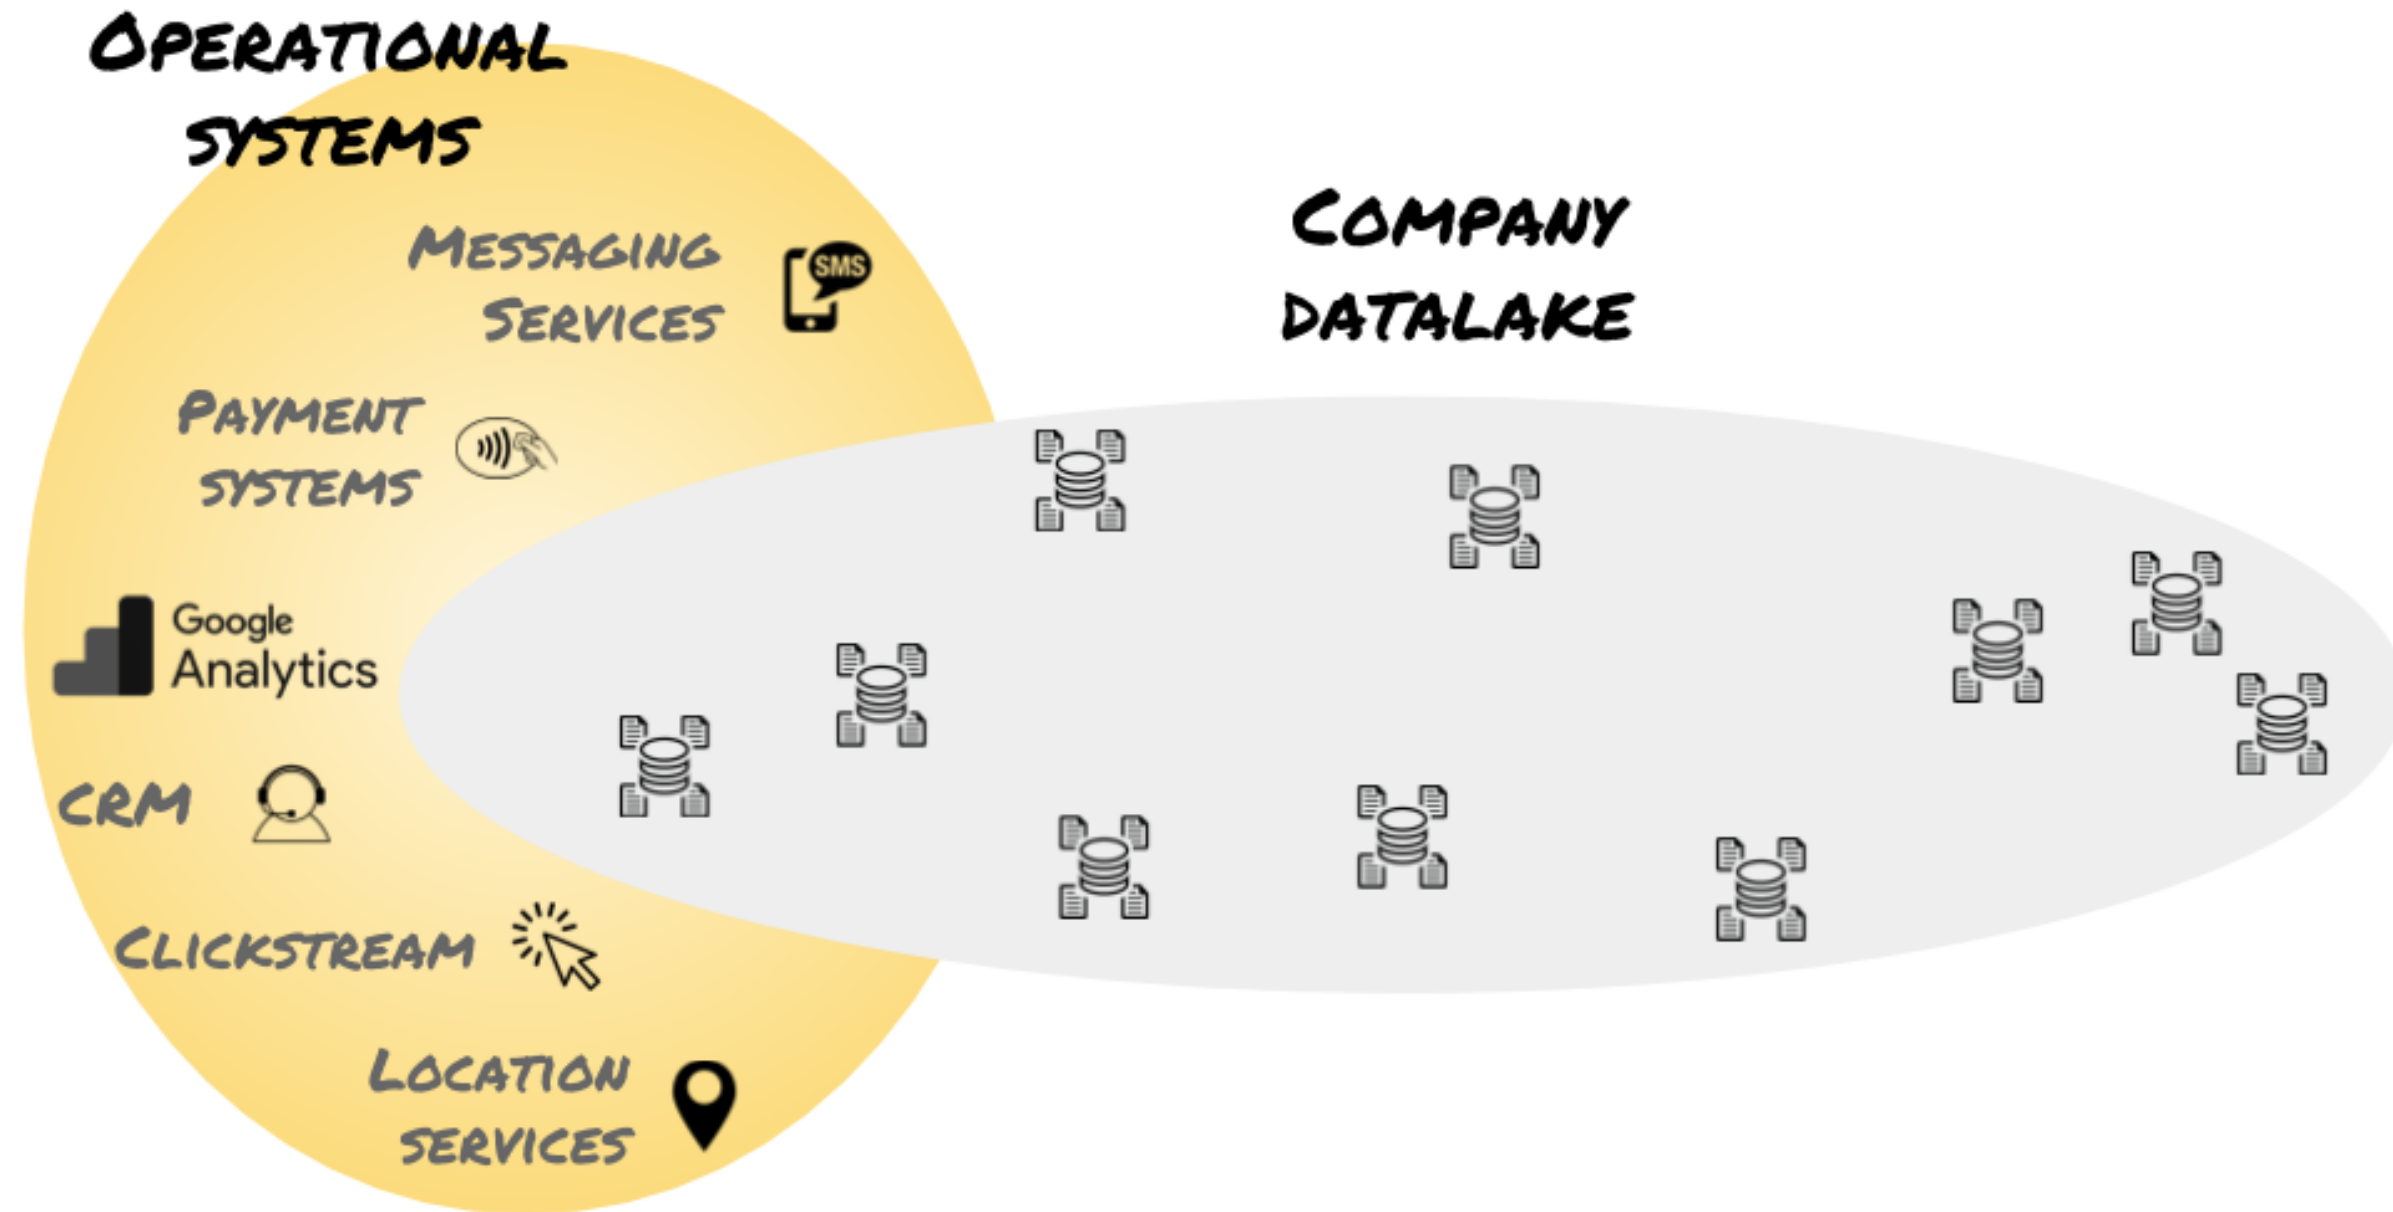 OPERATIONAL
SYSTEMS
MESSAGING
SERVICES
SMS
COMPANY
DATALAKE
PAYMENT
SYSTEMS
Google
Analytics
CRM
CLICKSTREAM
LOCATION
SERVICES